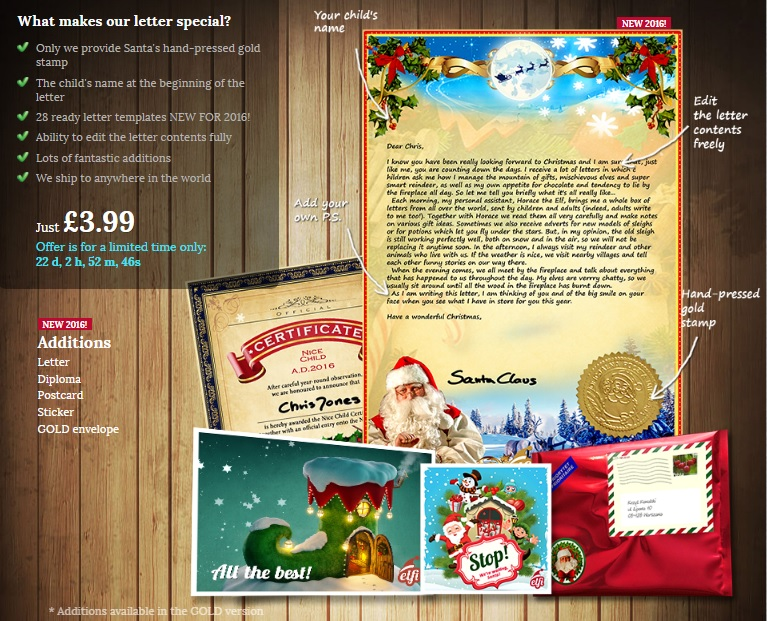 What makes our letter special?
Only we provide Santa's hand-pressed gold
stamp
The child's name at the beginning of the
letter
28 ready letter templates NEW FOR 2016!
Ability to edit the letter contents fully
Lots of fantastic additions
We ship to anywhere in the world
Just £3.99
Offer is for a limited time only:
22 d, 2 h, 52 m, 46s
NEW 2016!
Additions
Letter
Diploma
Postcard
Sticker
GOLD envelope
* Additions available in the GOLD version
Your child's
name
NEW 2016!
Edit
the letter
contents
freely
Add your
own P.S.
Hand-pressed
gold
stamp
Dear Chris,
I know you have been really looking forward to Christmas and I am sure that, just
like me, you are counting down the days. I receive a lot of letters in which
children ask me how I manage the mountain of gifts, mischievous elves and super
smart reindeer, as well as my own appetite for chocolate and tendency to lie by
the fireplace all day. So let me tell you briefly what it's all really like...
Each morning, my personal assistant, Horace the Elf, brings me a whole box of
letters from all over the world, sent by children and adults (indeed, adults write
to me too!). Together with Horace we read them all very carefully and make notes
on various gift ideas. Sometimes we also receive adverts for new models of sleighs
or for potions which let you fly under the stars. But, in my opinion, the old sleigh
is still working perfectly well, both on snow and in the air, so we will not be
replacing it anytime soon. In the afternoon, I always visit my reindeer and other
animals who live with us. If the weather is nice, we visit nearby villages and tell
each other funny stories on our way there.
When the evening comes, we all meet by the fireplace and talk about everything
that has happened to us throughout the day. My elves are verrry chatty, so we
usually sit around until all the wood in the fireplace has burnt down.
As I am writing this letter, I am thinking of you and of the big smile on your
face when you see what I have in store for you this year.
Have a wonderful Christmas,
Santa Claus
OFFICIAL
CERTIFICATE
NICE
CHILD
A.D.2016
After careful year-round observation,
we are honoured to announce that
Chris Jones
is hereby awarded the Nice Child Cert
with an official entry onto the N
All the best!
elfi
Stop!
elfi